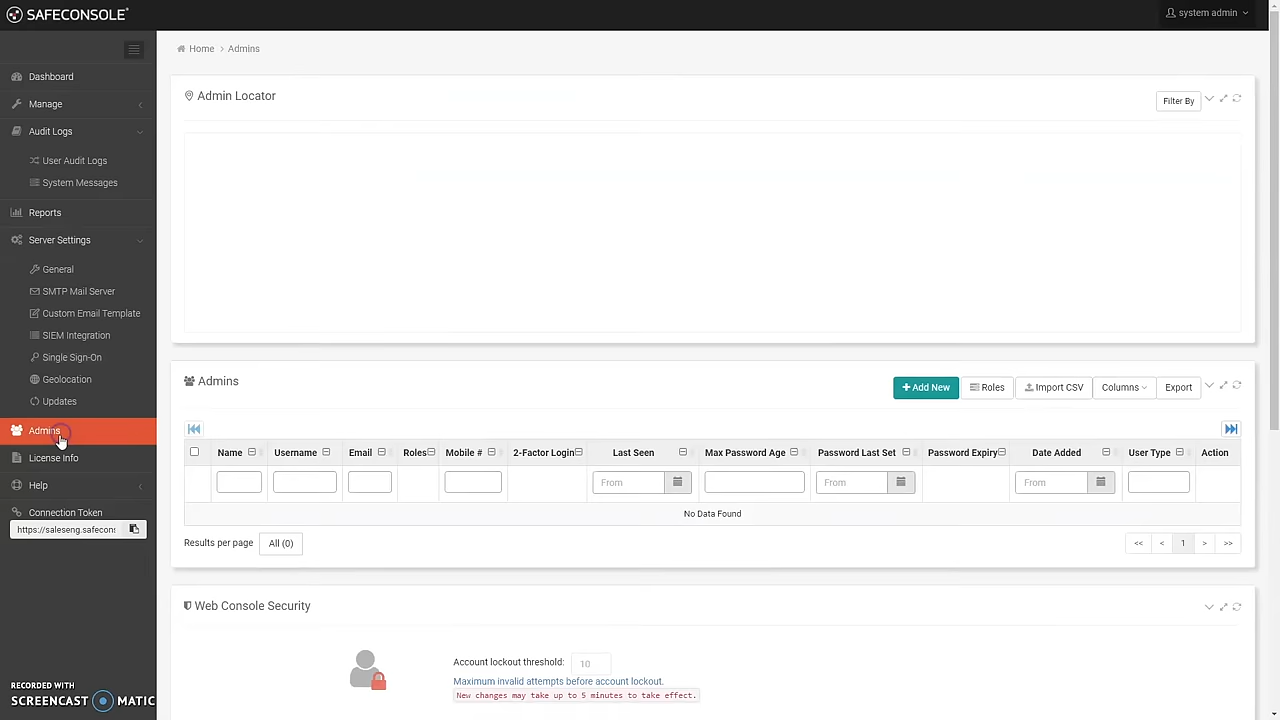 SAFECONSOLE®
system admin
Home > Admins
Dashboard
Manage
Audit Logs
User Audit Logs
System Messages
Reports
Server Settings
General
SMTP Mail Server
Custom Email Template
SIEM Integration
Single Sign-On
Geolocation
Updates
Admins
License Info
Help
Connection Token
https://saleseng.safecons
RECORDED WITH
SCREENCAST MATIC
Admin Locator
Filter By
Admins
+ Add New Roles Import CSV Columns Export
Name Username Email Roles Mobile # 2-Factor Login Last Seen Max Password Age Password Last Set Password Expiry Date Added User Type Action
From From From
No Data Found
Results per page All (0)
<< < 1 > >>
Web Console Security
Account lockout threshold: 10
Maximum invalid attempts before account lockout.
New changes may take up to 5 minutes to take effect.